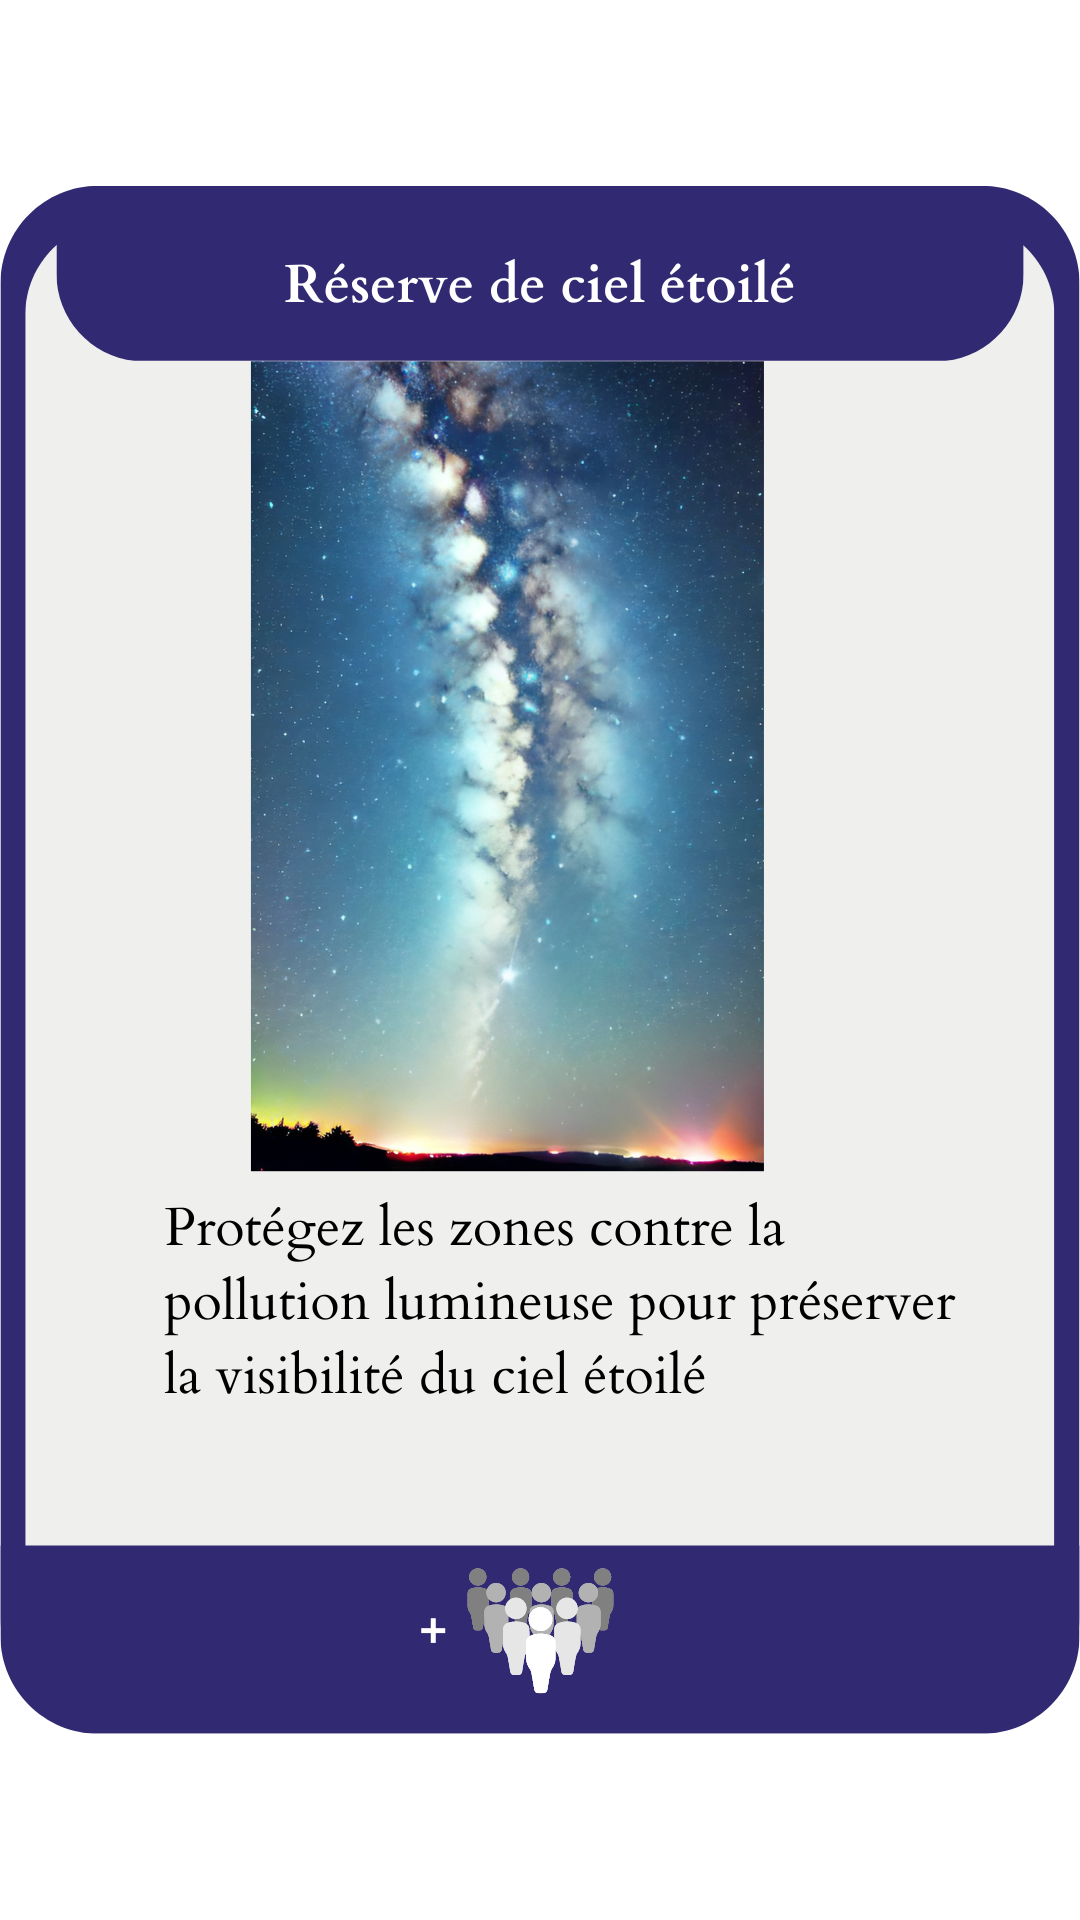 Réserve de ciel étoilé
Protégez les zones contre la
pollution lumineuse pour préserver
la visibilité du ciel étoilé
+